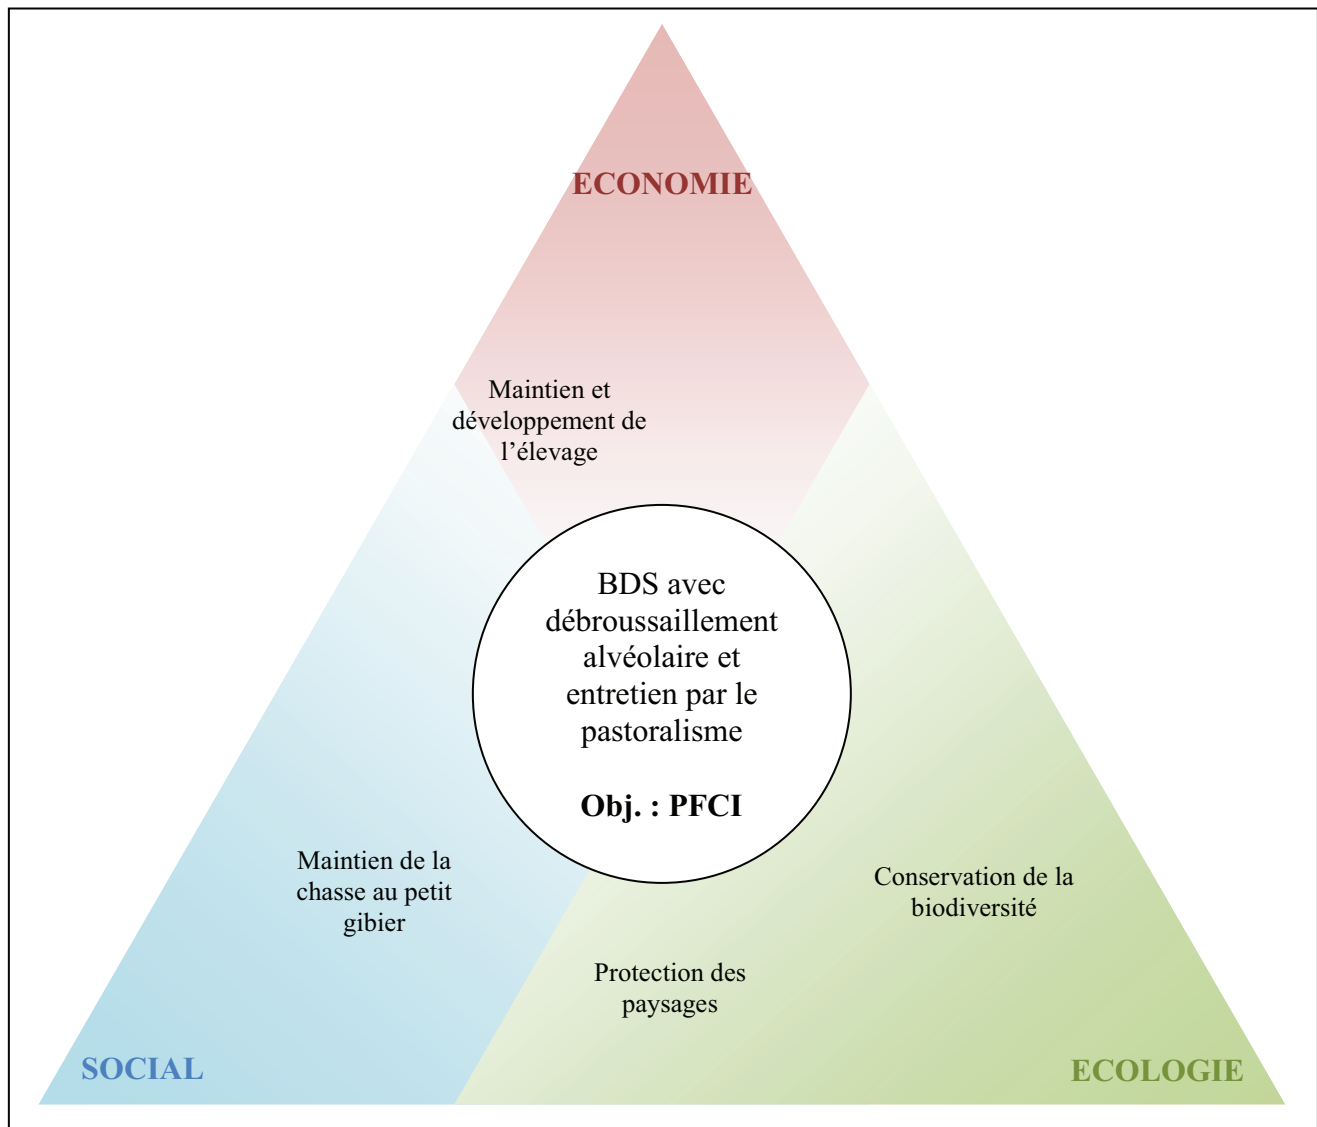 ECONOMIE
Maintien et
développement de
l’élevage
BDS avec
débroussaillement
alvéolaire et
entretien par le
pastoralisme
Obj. : PFCI
Maintien de la
chasse au petit
gibier
Conservation de la
biodiversité
Protection des
paysages
SOCIAL
ECOLOGIE